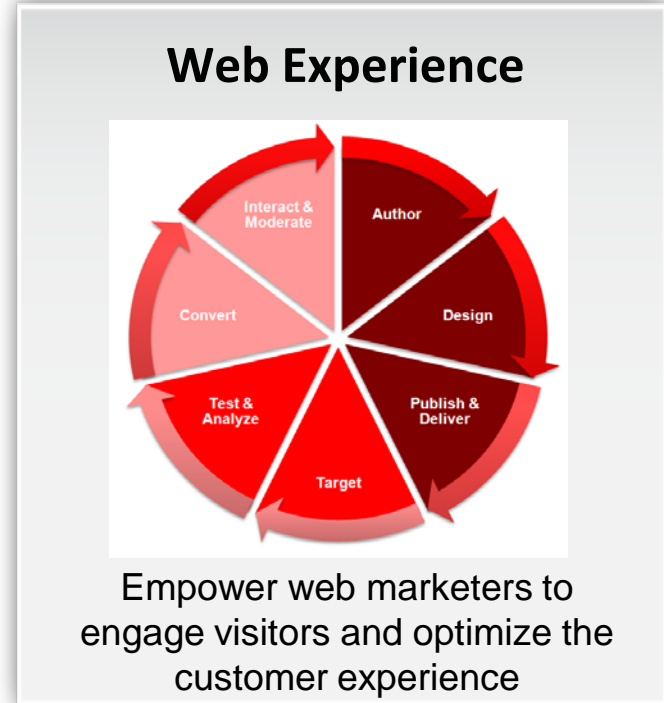 Web Experience
Author
Design
Publish &
Deliver
Target
Test &
Analyze
Convert
Interact &
Moderate
Empower web marketers to
engage visitors and optimize the
customer experience